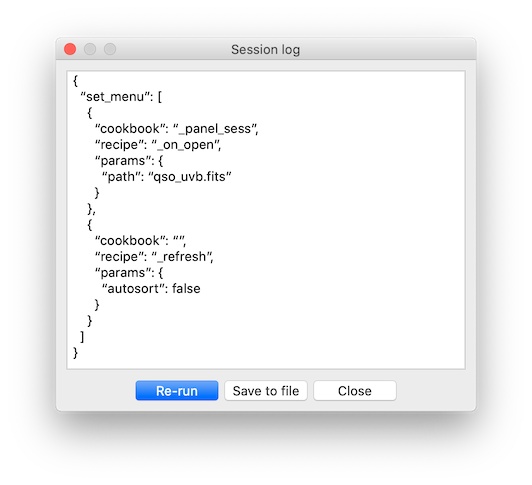 Session log
{
  “set_menu”: [
    {
      “cookbook”: “_panel_sess”,
      “recipe”: “_on_open”,
      “params”: {
        “path”: “qso_uvb.fits”
      }
    },
    {
      “cookbook”: “”,
      “recipe”: “_refresh”,
      “params”: {
        “autosort”: false
      }
    }
  ]
}
Re-run Save to file Close